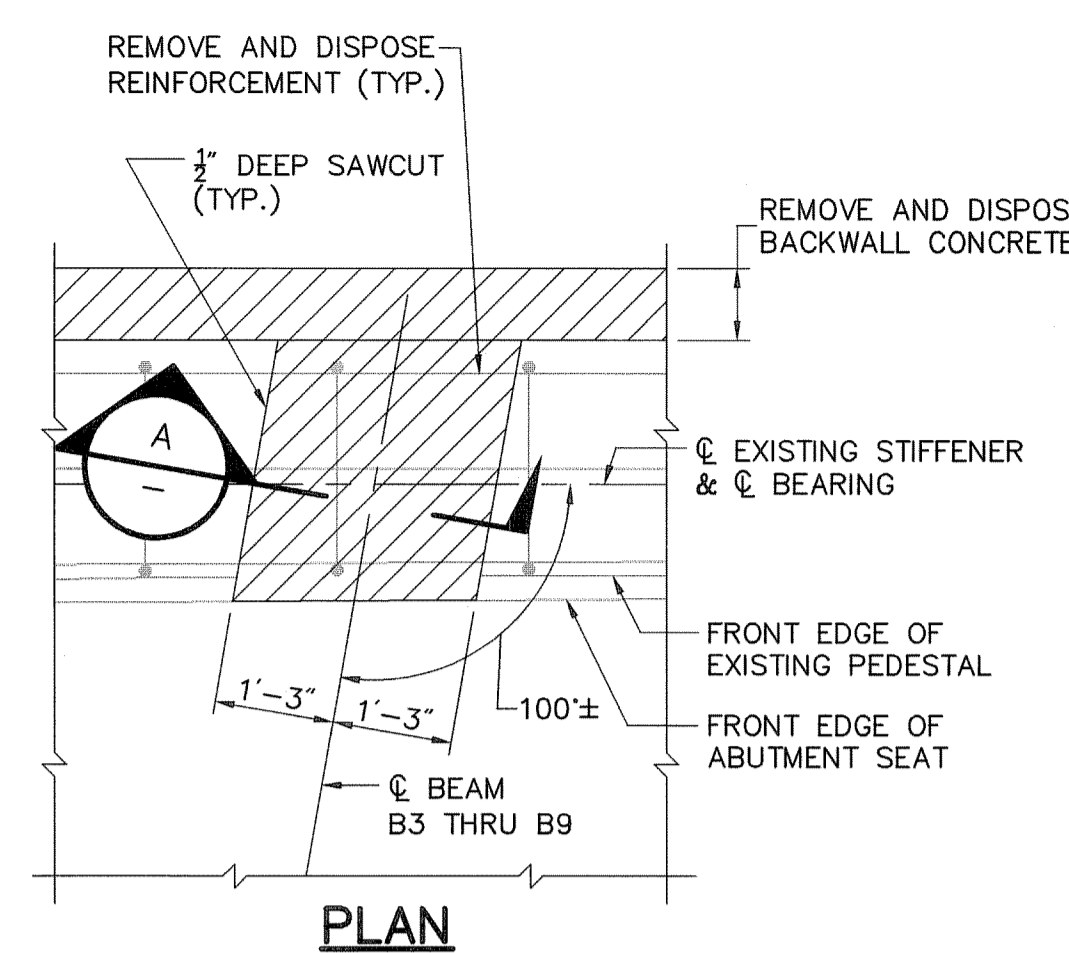 REMOVE AND DISPOSE
REINFORCEMENT (TYP.)
½" DEEP SAWCUT
(TYP.)
REMOVE AND DISPOS
BACKWALL CONCRETE
A
–
℄ EXISTING STIFFENER
& ℄ BEARING
FRONT EDGE OF
EXISTING PEDESTAL
1'–3"
1'–3"
100°±
FRONT EDGE OF
ABUTMENT SEAT
℄ BEAM
B3 THRU B9
PLAN